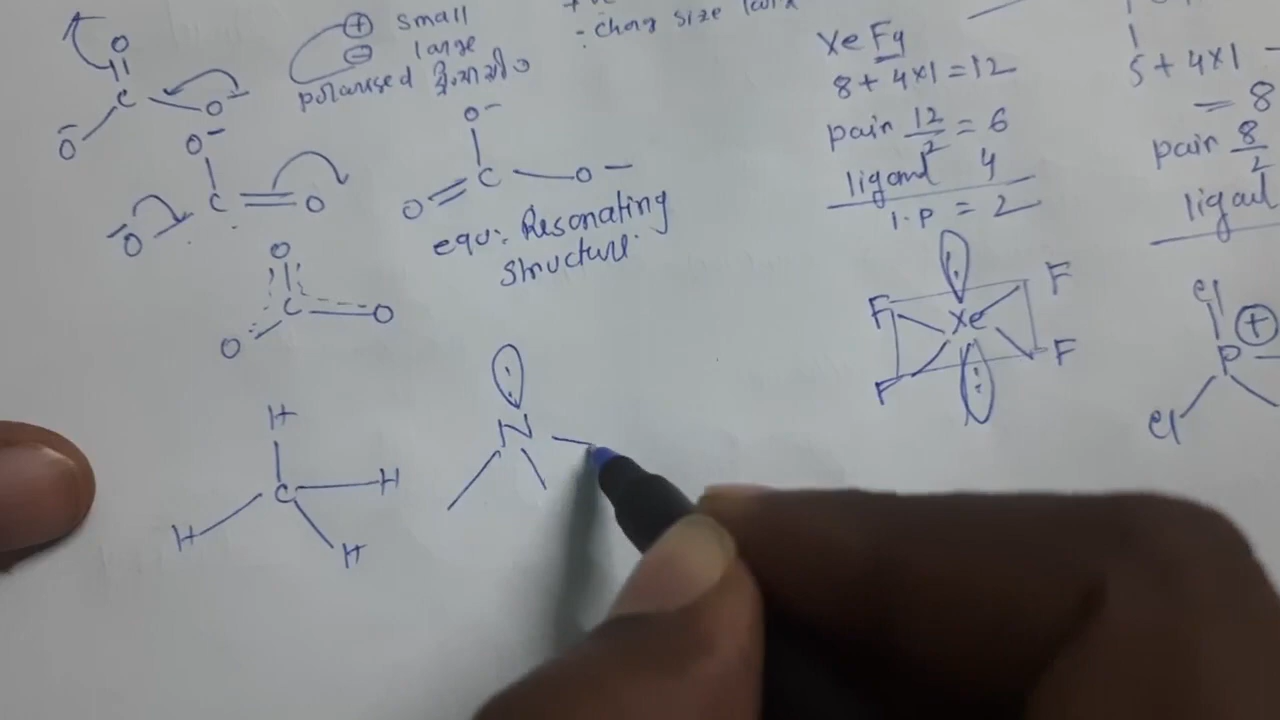 + small
- large
polarised
- charg size
O
C
O-
O-
O-
C
O
-O
O-
C
O
O-
equ: Resonating
structure.
O
C
O
O
H
C
H
H
H
N
XeF4
8+4×1=12
pair 12/2 = 6
ligand 4
l.p = 2
F
F
Xe
F
F
5+4×1 -
= 8
pair 8/2
ligad
Cl
P
+
Cl